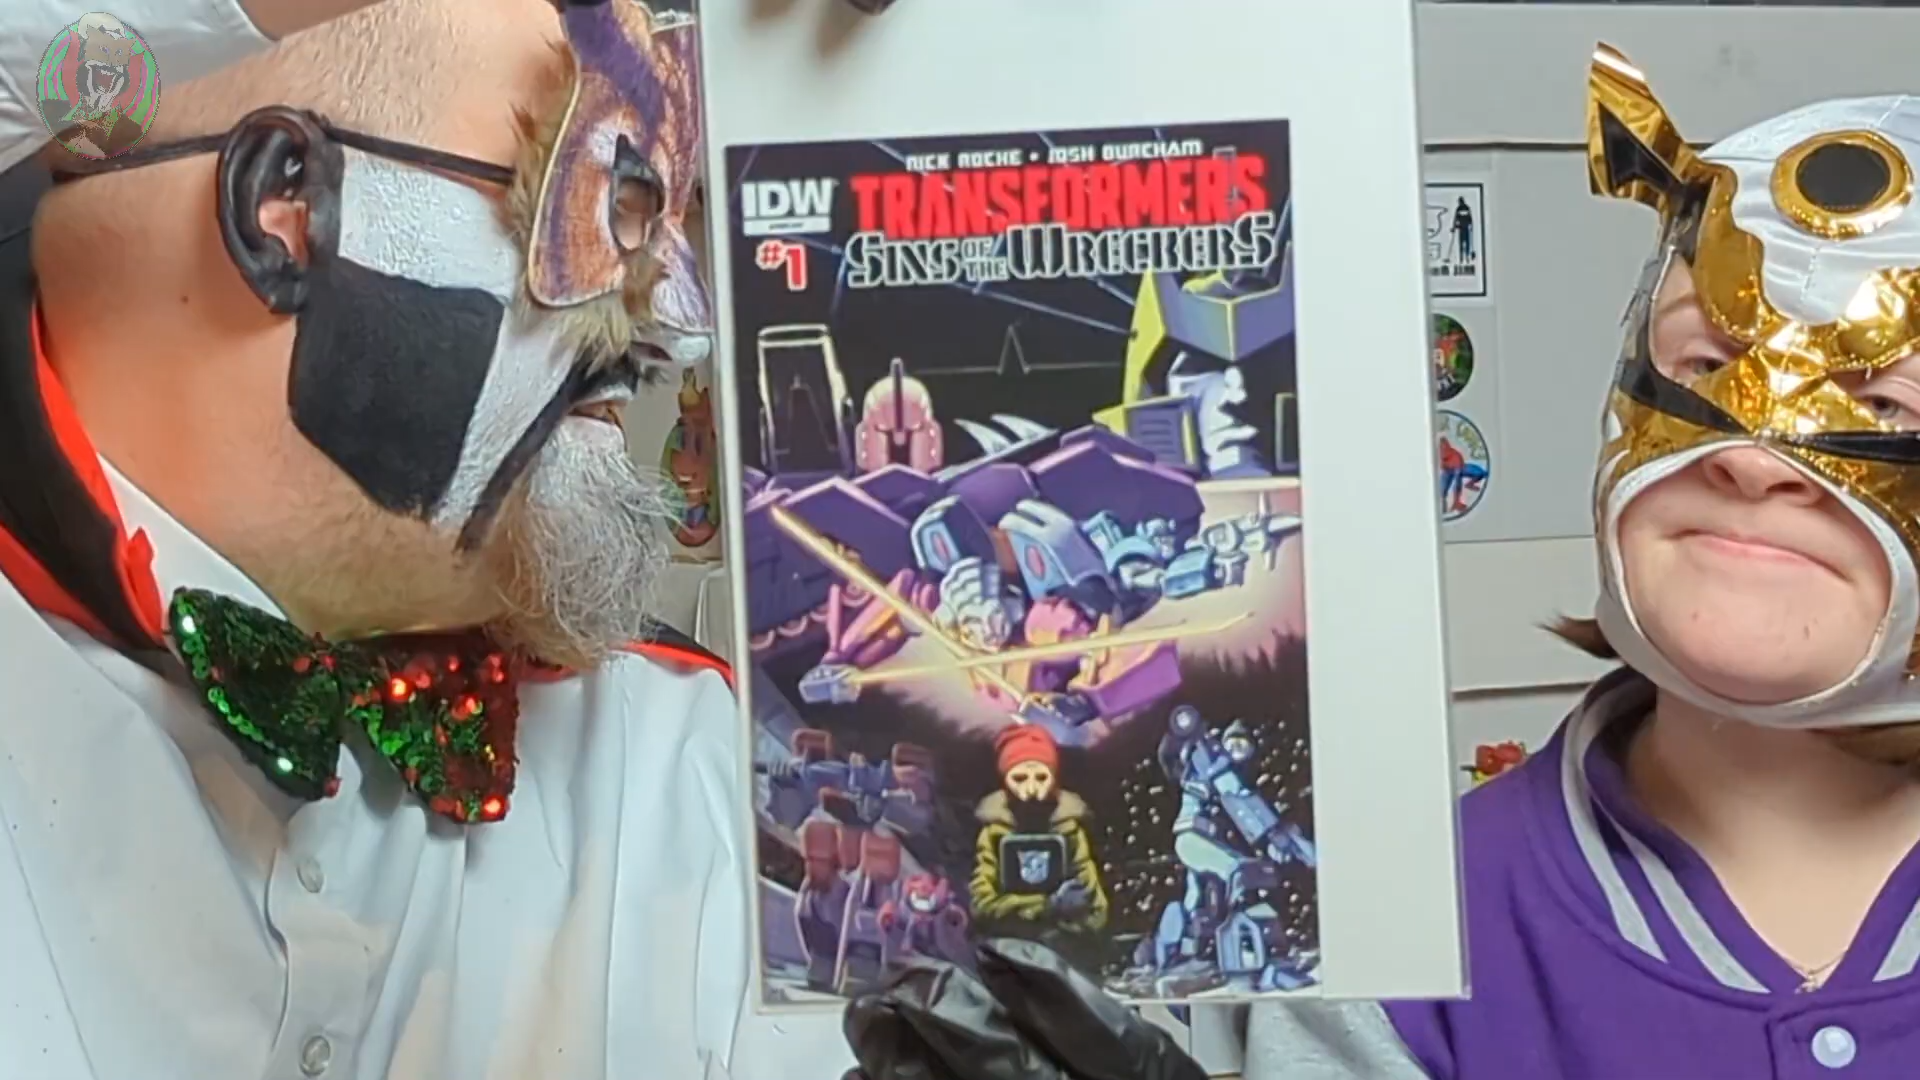 NICK ROCHE • JOSH BURCHAM
IDW
TRANSFORMERS
SINS OF THE WRECKERS
#1